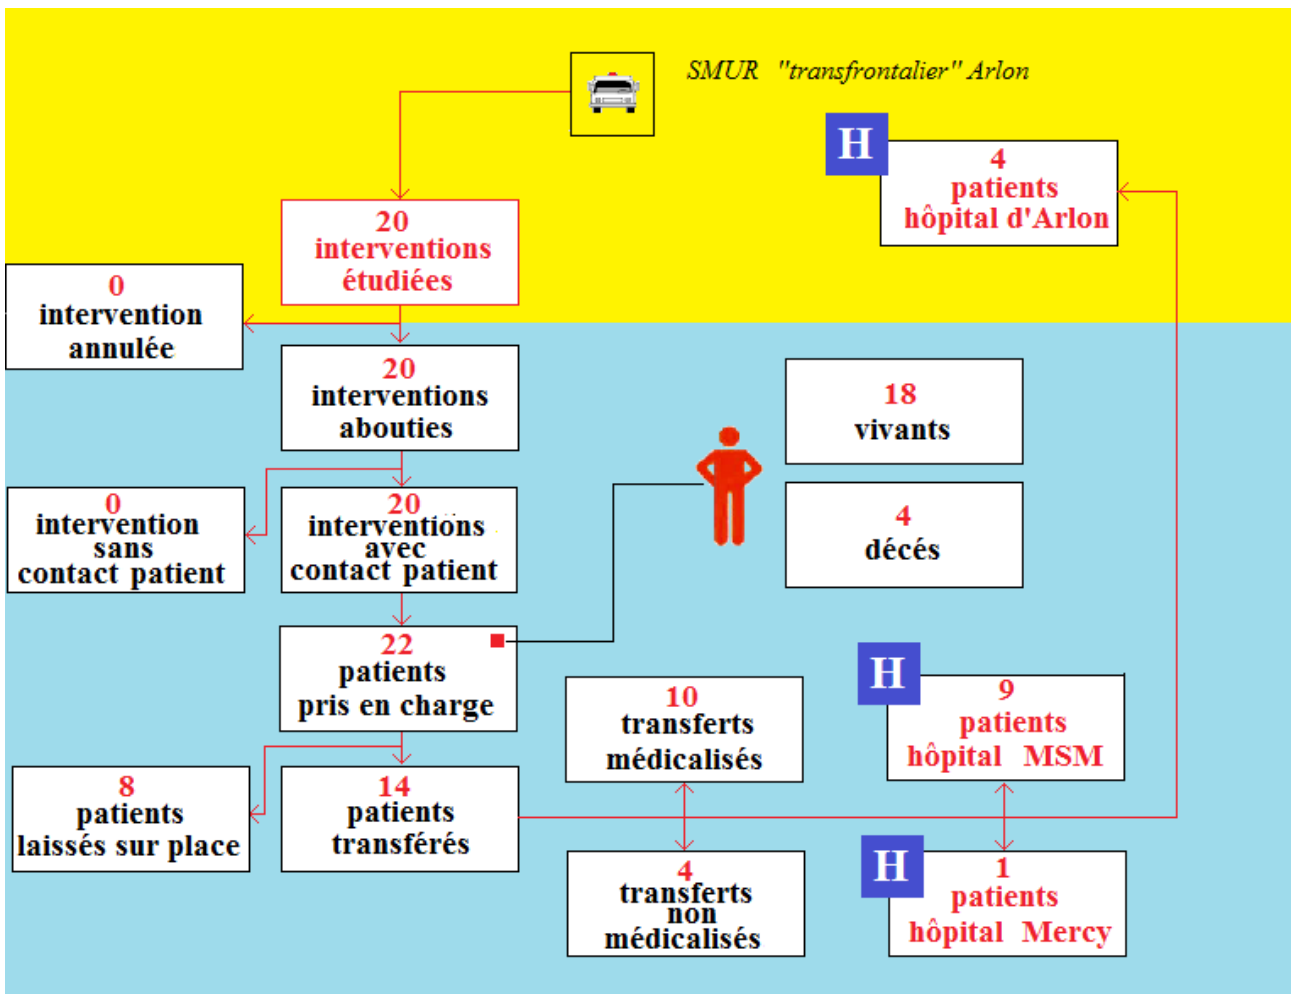 SMUR "transfrontalier" Arlon
H
4
patients
hôpital d'Arlon
20
interventions
étudiées
0
intervention
annulée
20
interventions
abouties
18
vivants
4
décés
0
intervention
sans
contact patient
20
interventions
avec
contact patient
22
patients
pris en charge
8
patients
laissés sur place
14
patients
transférés
10
transferts
médicalisés
4
transferts
non
médicalisés
H
9
patients
hôpital MSM
H
1
patients
hôpital Mercy